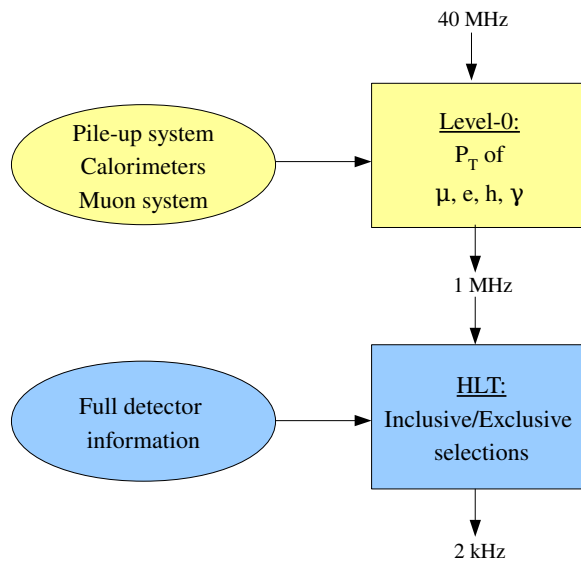 40 MHz
Pile-up system
Calorimeters
Muon system
Level-0:
P_T of
μ, e, h, γ
1 MHz
Full detector
information
HLT:
Inclusive/Exclusive
selections
2 kHz